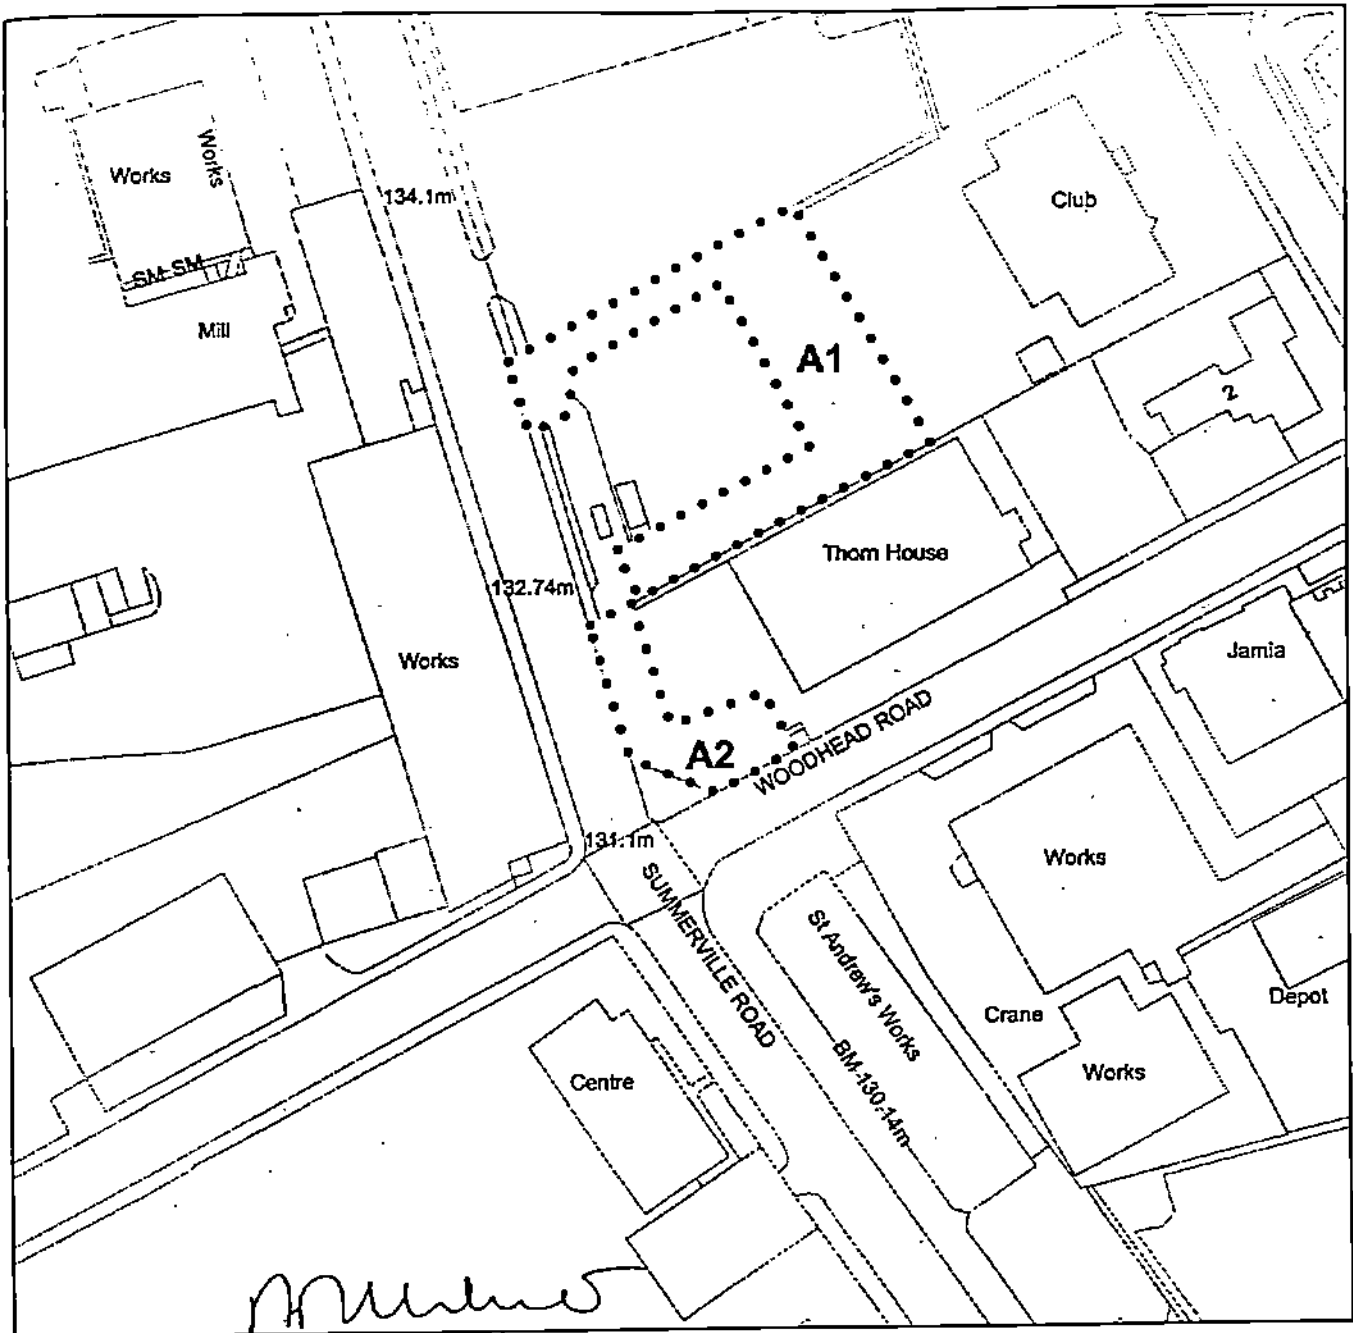 Works
Works
134.1m
Club
SM SM
Mill
A1
2
Thorn House
132.74m
Works
Jamia
WOODHEAD ROAD
A2
131.1m
Works
SUMMERVILLE ROAD
St Andrew's Works
Depot
Crane
BM 130.14m
Centre
Works